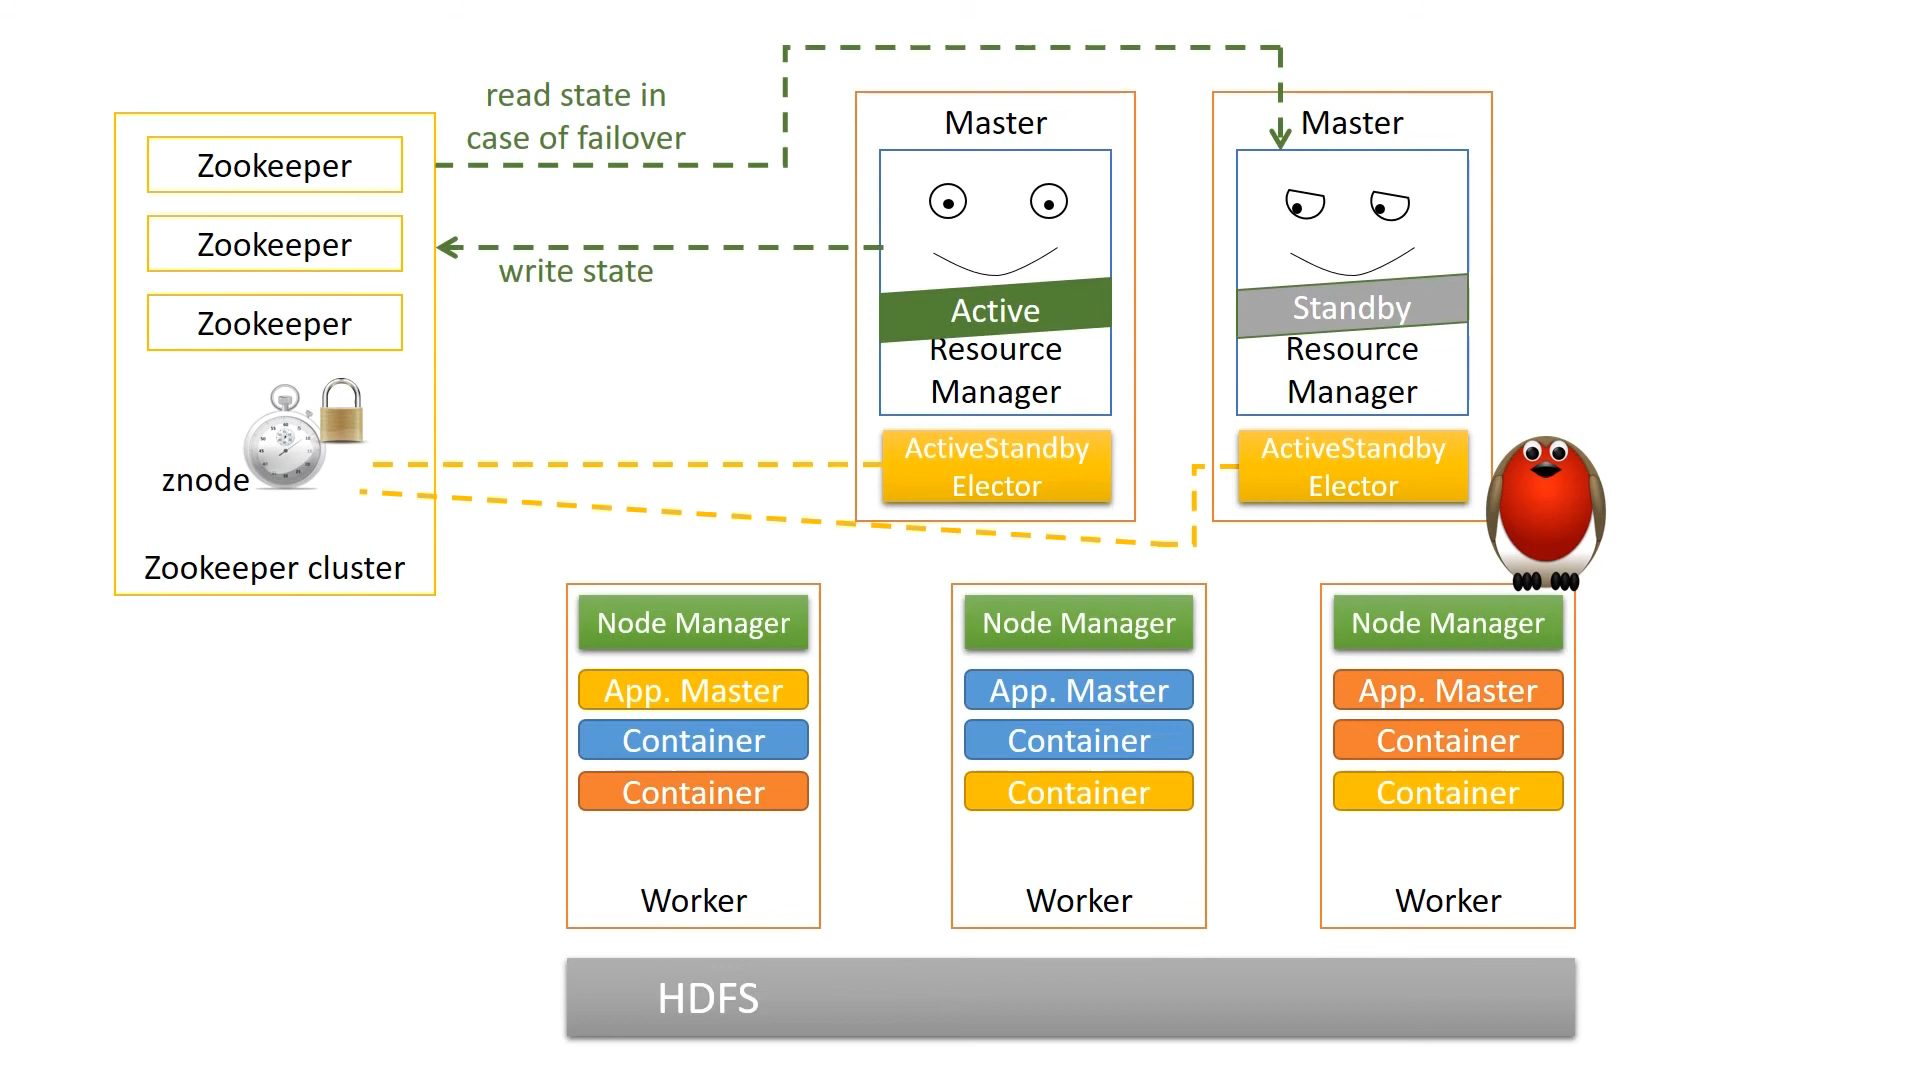 read state in
case of failover
write state
Zookeeper
Zookeeper
Zookeeper
znode
Zookeeper cluster
Master
Active
Resource
Manager
ActiveStandby
Elector
Master
Standby
Resource
Manager
ActiveStandby
Elector
Node Manager
App. Master
Container
Container
Worker
Node Manager
App. Master
Container
Container
Worker
Node Manager
App. Master
Container
Container
Worker
HDFS